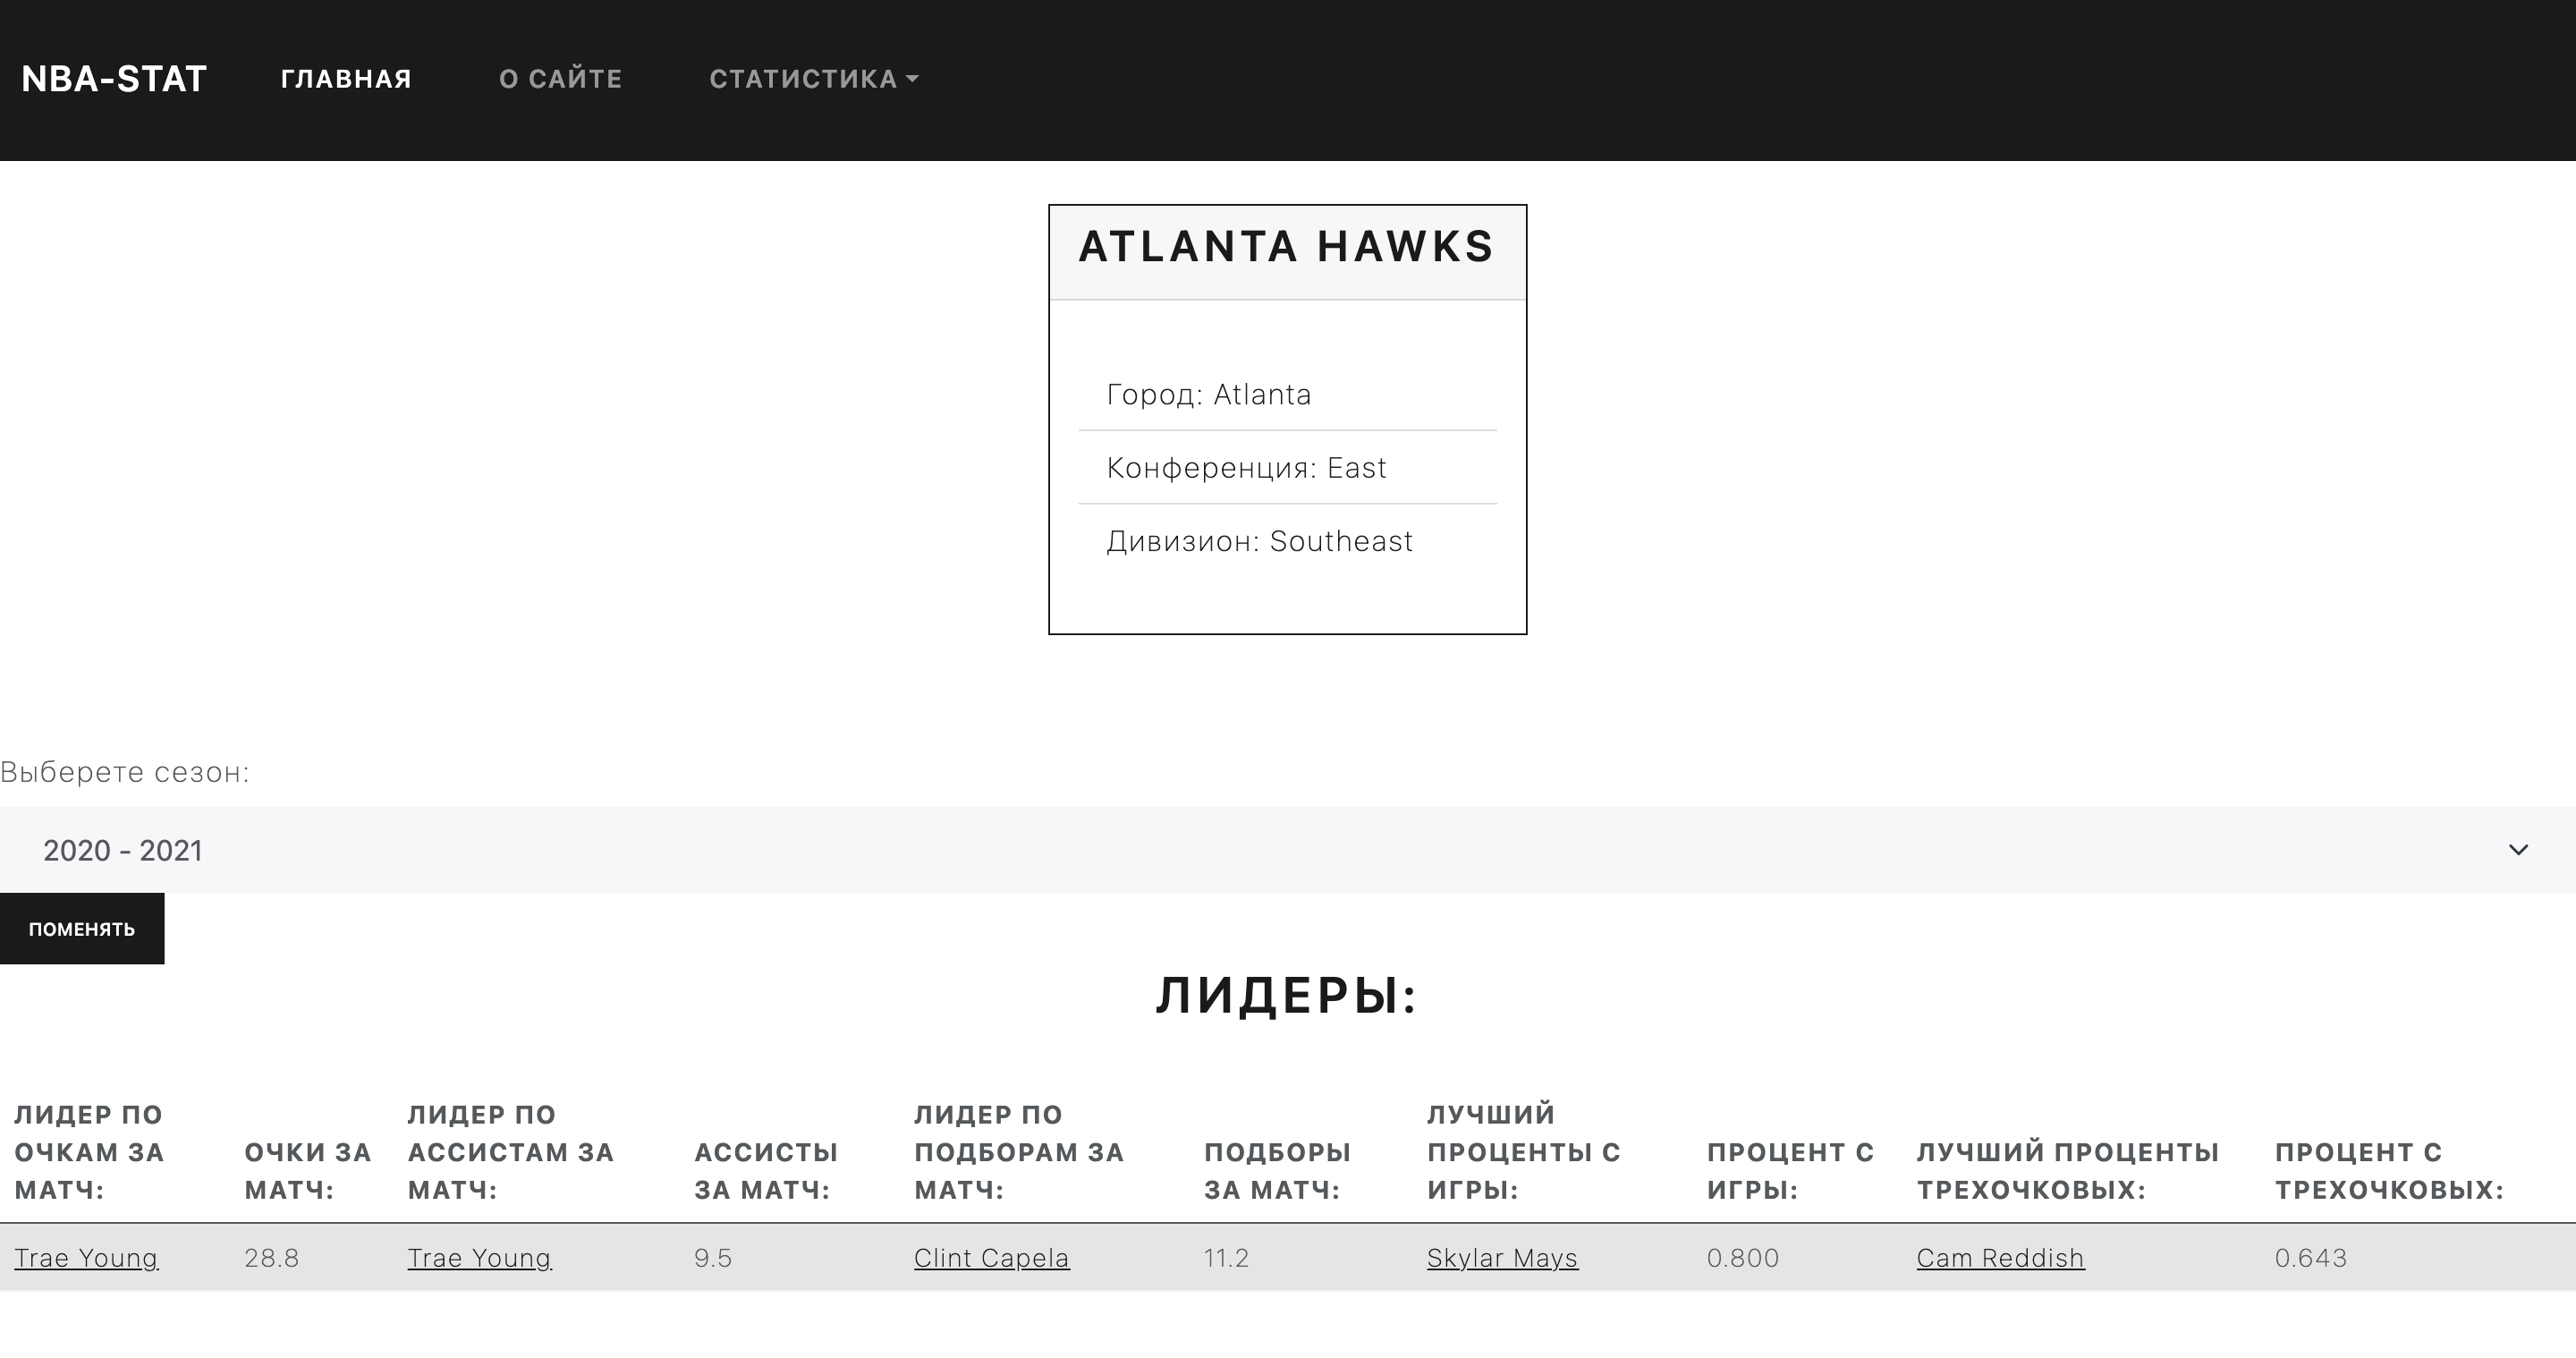 NBA-STAT ГЛАВНАЯ О САЙТЕ СТАТИСТИКА
ATLANTA HAWKS
Город: Atlanta
Конференция: East
Дивизион: Southeast
Выберете сезон:
2020 - 2021
ПОМЕНЯТЬ
ЛИДЕРЫ:
ЛИДЕР ПО
ОЧКАМ ЗА
МАТЧ:
ОЧКИ ЗА
МАТЧ:
ЛИДЕР ПО
АССИСТАМ ЗА
МАТЧ:
АССИСТЫ
ЗА МАТЧ:
ЛИДЕР ПО
ПОДБОРАМ ЗА
МАТЧ:
ПОДБОРЫ
ЗА МАТЧ:
ЛУЧШИЙ
ПРОЦЕНТЫ С
ИГРЫ:
ПРОЦЕНТ С
ИГРЫ:
ЛУЧШИЙ ПРОЦЕНТЫ
ТРЕХОЧКОВЫХ:
ПРОЦЕНТ С
ТРЕХОЧКОВЫХ:
Trae Young 28.8 Trae Young 9.5 Clint Capela 11.2 Skylar Mays 0.800 Cam Reddish 0.643